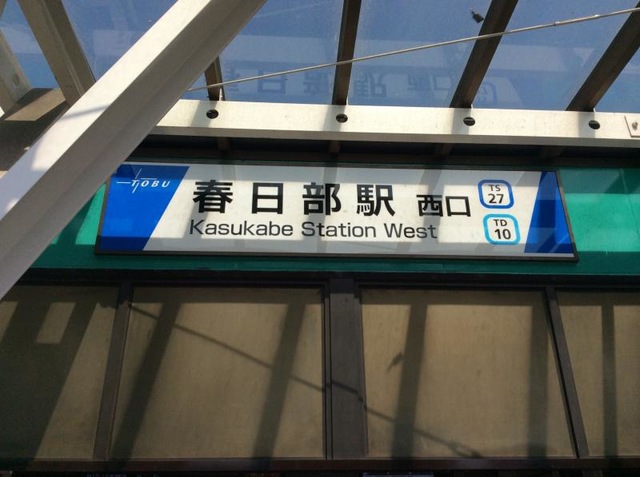 TOBU
春日部駅 西口
Kasukabe Station West
TS
27
TD
10